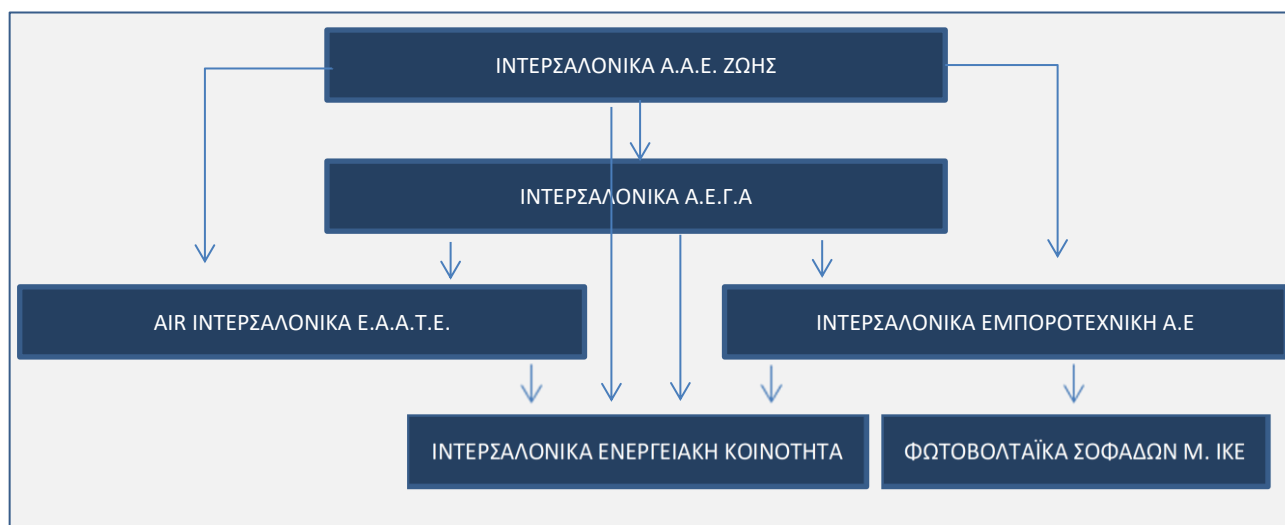 ΙΝΤΕΡΣΑΛΟΝΙΚΑ Α.Α.Ε. ΖΩΗΣ
ΙΝΤΕΡΣΑΛΟΝΙΚΑ Α.Ε.Γ.Α
AIR ΙΝΤΕΡΣΑΛΟΝΙΚΑ Ε.Α.Α.Τ.Ε.
ΙΝΤΕΡΣΑΛΟΝΙΚΑ ΕΜΠΟΡΟΤΕΧΝΙΚΗ Α.Ε
ΙΝΤΕΡΣΑΛΟΝΙΚΑ ΕΝΕΡΓΕΙΑΚΗ ΚΟΙΝΟΤΗΤΑ
ΦΩΤΟΒΟΛΤΑΪΚΑ ΣΟΦΑΔΩΝ Μ. ΙΚΕ